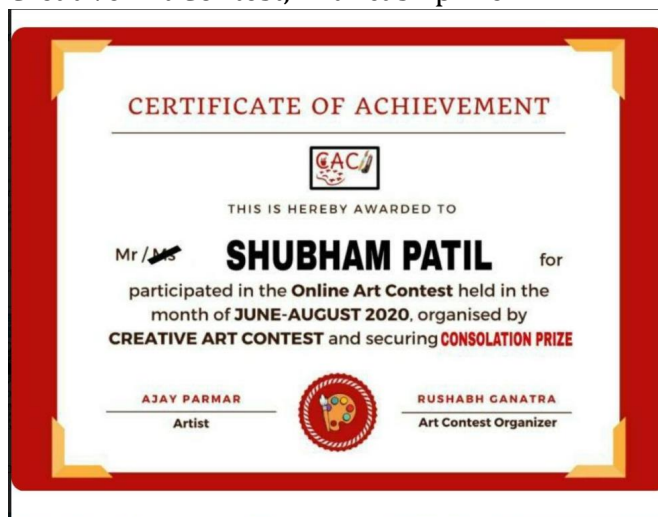 CERTIFICATE OF ACHIEVEMENT
CAC
THIS IS HEREBY AWARDED TO
Mr / Ms SHUBHAM PATIL for
participated in the Online Art Contest held in the
month of JUNE-AUGUST 2020, organised by
CREATIVE ART CONTEST and securing CONSOLATION PRIZE
AJAY PARMAR
Artist
RUSHABH GANATRA
Art Contest Organizer